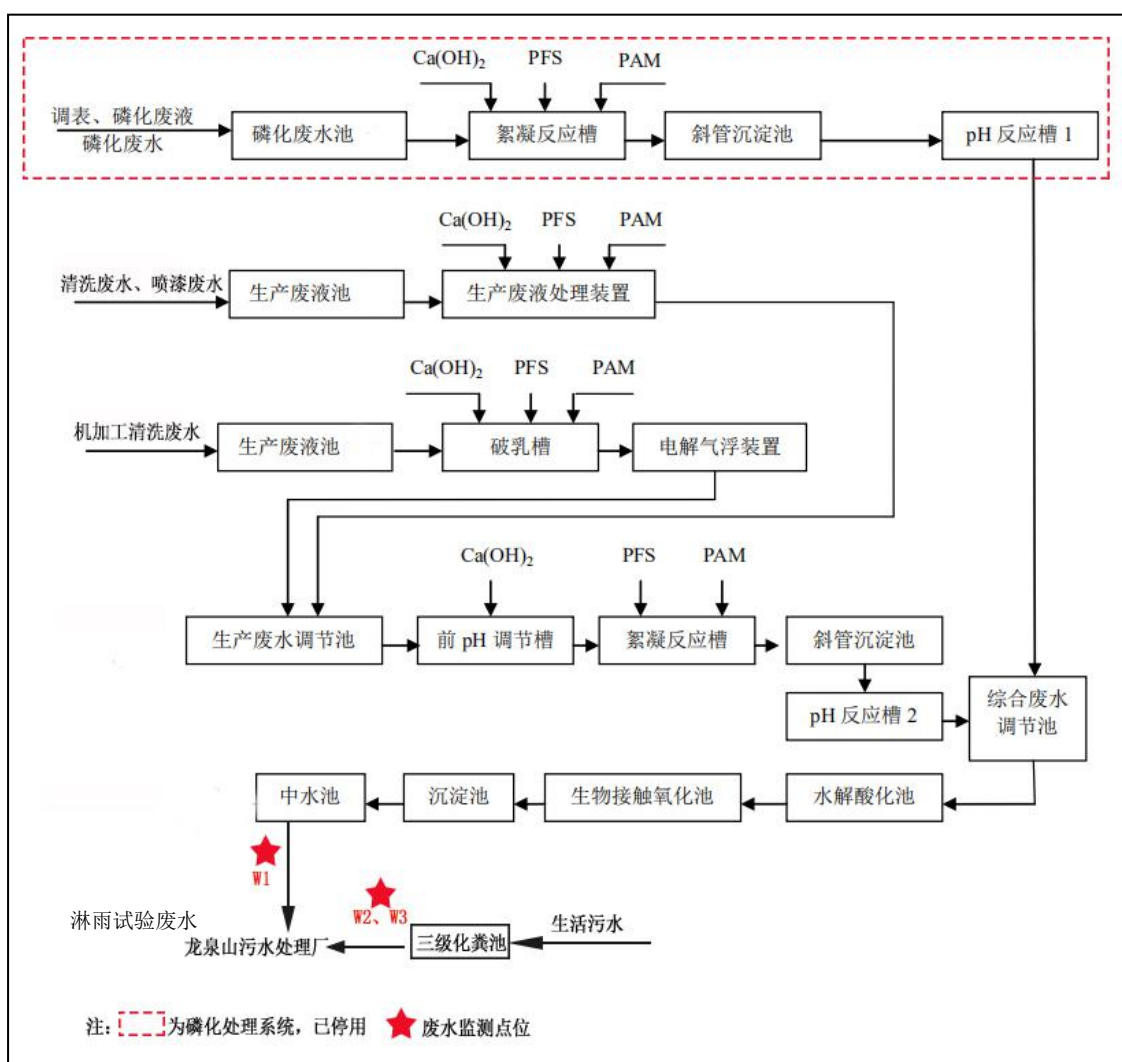 Ca(OH)2 PFS PAM
调表、磷化废液
磷化废水
磷化废水池 絮凝反应槽 斜管沉淀池 pH 反应槽 1
Ca(OH)2 PFS PAM
清洗废水、喷漆废水 生产废液池 生产废液处理装置
Ca(OH)2 PFS PAM
机加工清洗废水 生产废液池 破乳槽 电解气浮装置
Ca(OH)2 PFS PAM
生产废水调节池 前 pH 调节槽 絮凝反应槽 斜管沉淀池
pH 反应槽 2
综合废水
调节池
中水池 沉淀池 生物接触氧化池 水解酸化池
W1
淋雨试验废水
W2、W3
生活污水
龙泉山污水处理厂 三级化粪池
注: 为磷化处理系统，已停用 废水监测点位